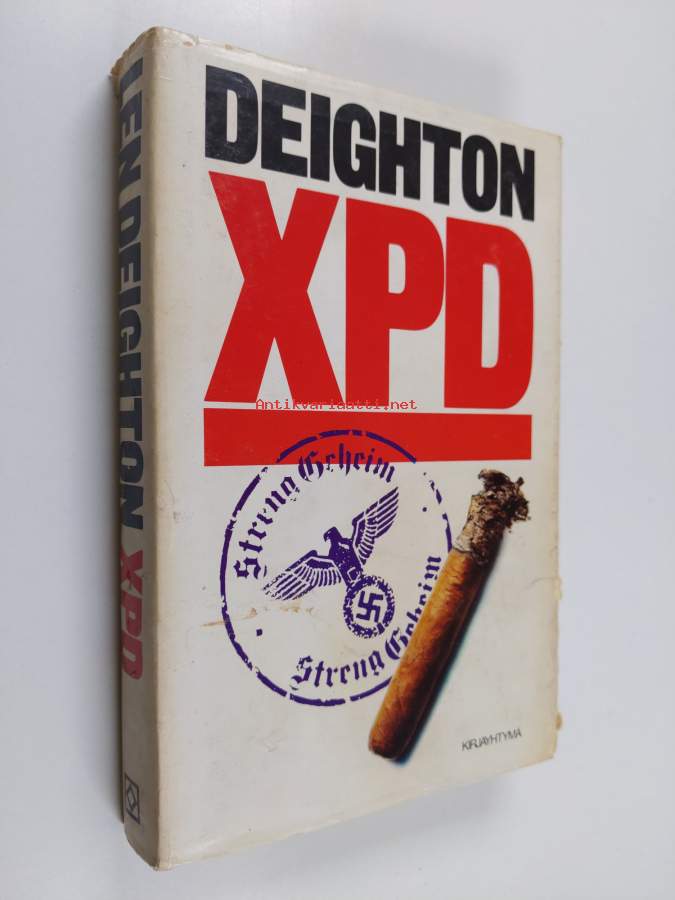 DEIGHTON
XPD
Antikvariaatti.net
Streng Geheim
Streng Geheim
KIRJAYHTYMÄ
LEN DEIGHTON XPD